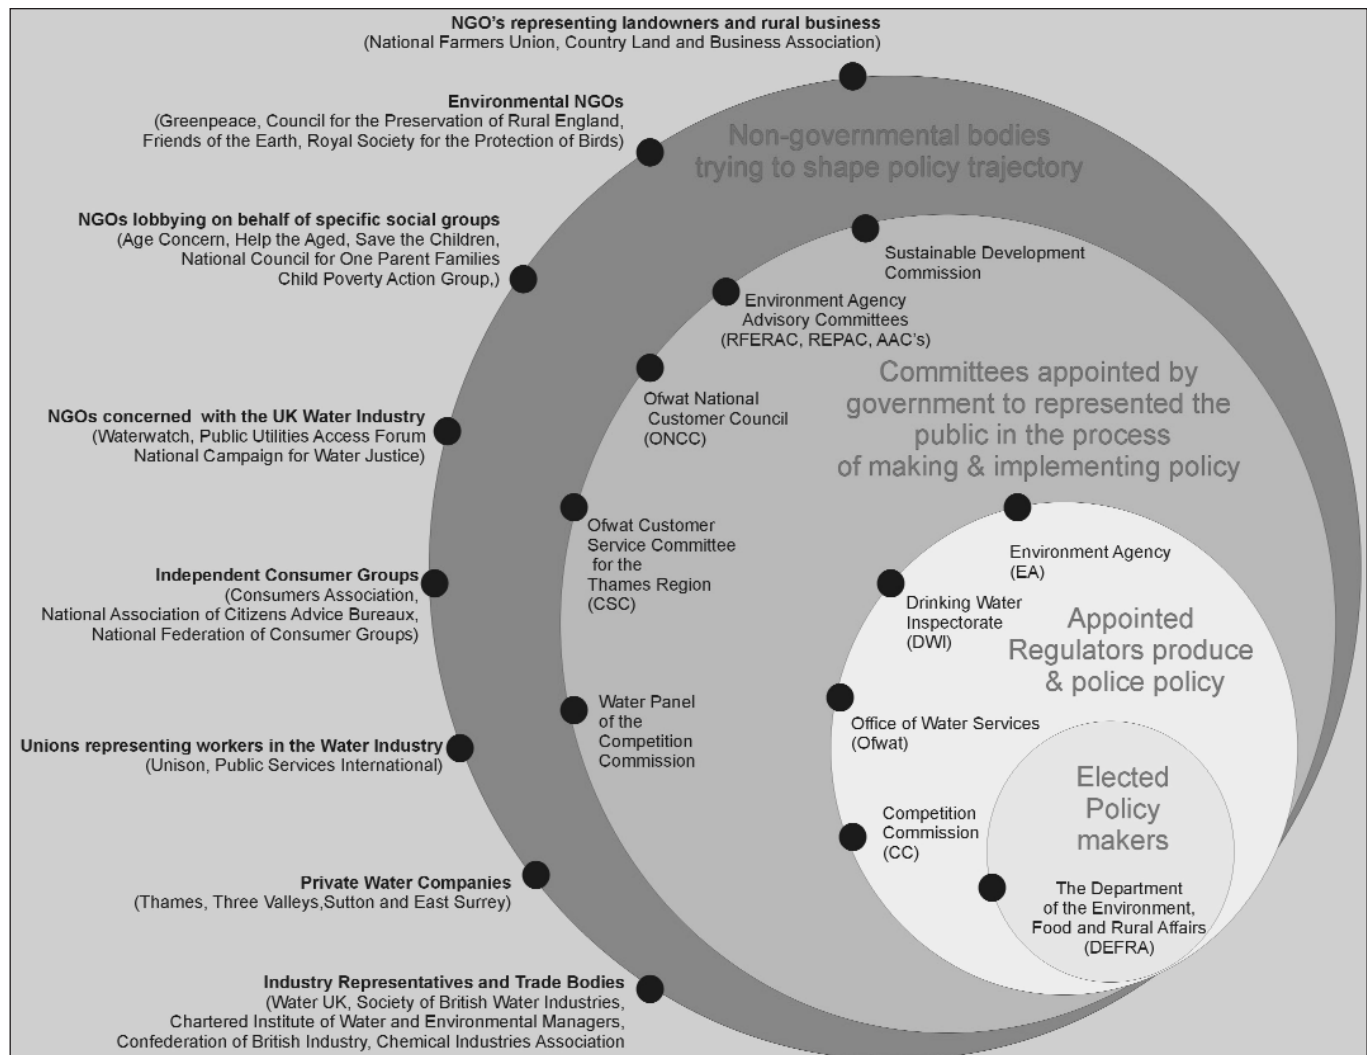 NGO's representing landowners and rural business
(National Farmers Union, Country Land and Business Association)
Environmental NGOs
(Greenpeace, Council for the Preservation of Rural England,
Friends of the Earth, Royal Society for the Protection of Birds)
NGOs lobbying on behalf of specific social groups
(Age Concern, Help the Aged, Save the Children,
National Council for One Parent Families
Child Poverty Action Group,)
NGOs concerned with the UK Water Industry
(Waterwatch, Public Utilities Access Forum
National Campaign for Water Justice)
Independent Consumer Groups
(Consumers Association,
National Association of Citizens Advice Bureaux,
National Federation of Consumer Groups)
Unions representing workers in the Water Industry
(Unison, Public Services International)
Private Water Companies
(Thames, Three Valleys,Sutton and East Surrey)
Industry Representatives and Trade Bodies
(Water UK, Society of British Water Industries,
Chartered Institute of Water and Environmental Managers,
Confederation of British Industry, Chemical Industries Association
Non-governmental bodies
trying to shape policy trajectory
Sustainable Development
Commission
Environment Agency
Advisory Committees
(RFERAC, REPAC, AAC's)
Ofwat National
Customer Council
(ONCC)
Ofwat Customer
Service Committee
for the
Thames Region
(CSC)
Water Panel
of the
Competition
Commission
Committees appointed by
government to represented the
public in the process
of making & implementing policy
Environment Agency
(EA)
Drinking Water
Inspectorate
(DWI)
Office of Water Services
(Ofwat)
Competition
Commission
(CC)
Appointed
Regulators produce
& police policy
Elected
Policy
makers
The Department
of the Environment,
Food and Rural Affairs
(DEFRA)